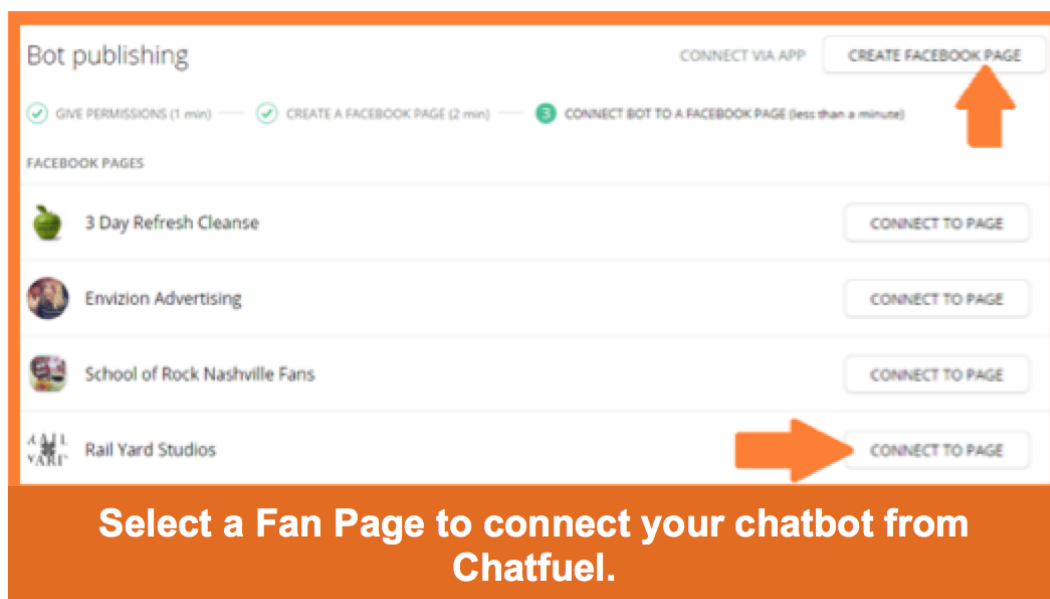 Bot publishing
CONNECT VIA APP
CREATE FACEBOOK PAGE
GIVE PERMISSIONS (1 min)
CREATE A FACEBOOK PAGE (2 min)
3
CONNECT BOT TO A FACEBOOK PAGE (less than a minute)
FACEBOOK PAGES
3 Day Refresh Cleanse
CONNECT TO PAGE
Envizion Advertising
CONNECT TO PAGE
School of Rock Nashville Fans
CONNECT TO PAGE
Rail Yard Studios
CONNECT TO PAGE
Select a Fan Page to connect your chatbot from
Chatfuel.